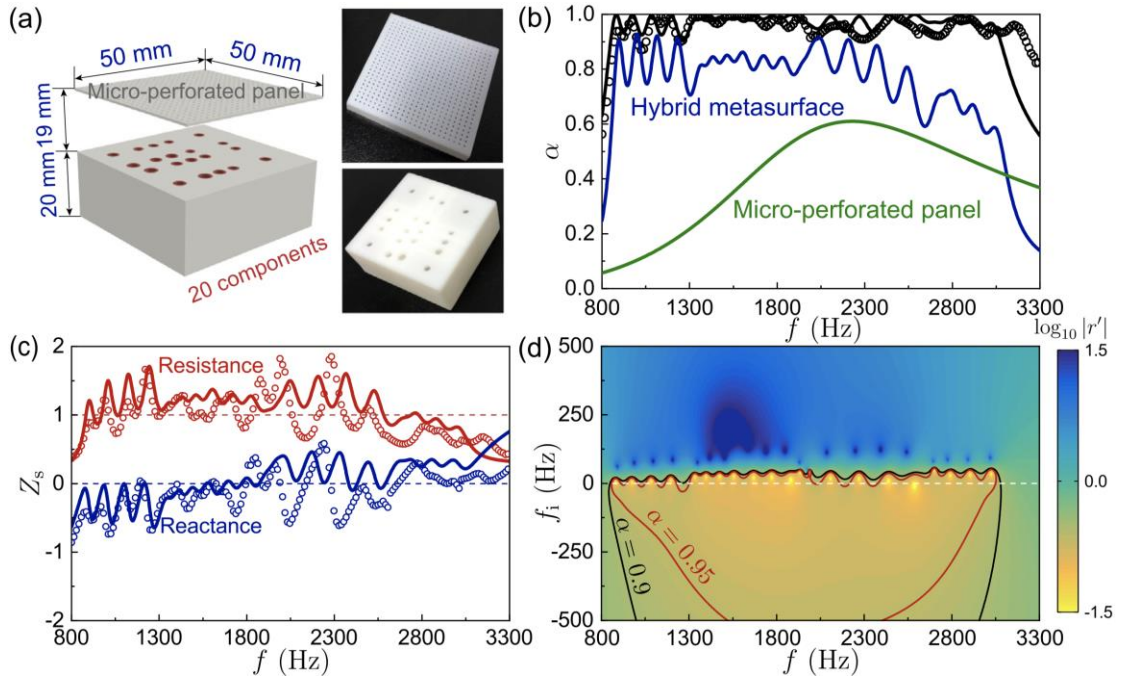 (a)
50 mm
50 mm
Micro-perforated panel
19 mm
20 mm
20 components
(b)
1.0
0.8
0.6
0.4
0.2
0.0
α
Hybrid metasurface
Micro-perforated panel
800 1300 1800 2300 2800 3300
f (Hz)
(c)
2
1
0
-1
-2
Zs
Resistance
Reactance
800 1300 1800 2300 2800 3300
f (Hz)
(d)
500
250
0
-250
-500
fi (Hz)
α = 0.9
α = 0.95
800 1300 1800 2300 2800 3300
f (Hz)
log10 |r′|
1.5
0.0
-1.5